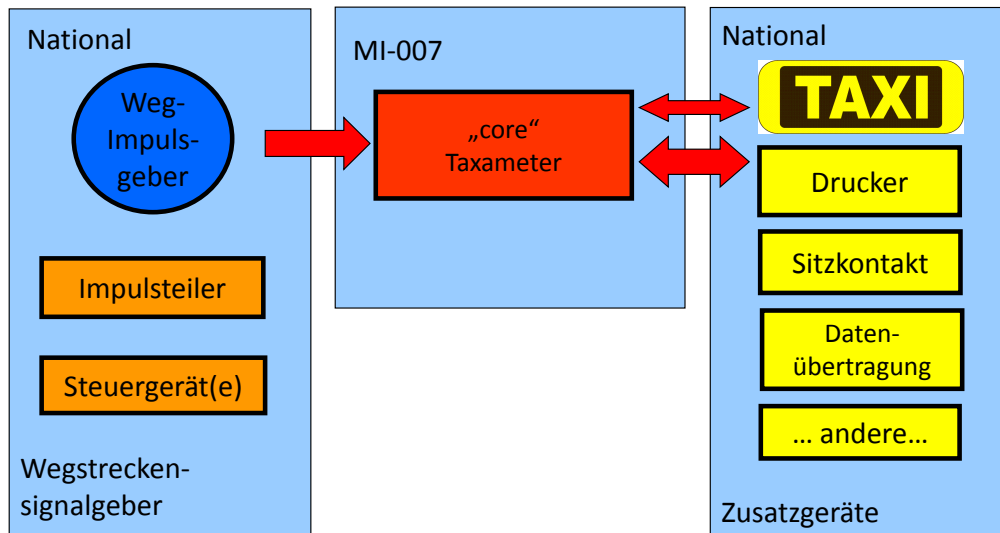 National
Weg-
Impuls-
geber
Impulsteiler
Steuergerät(e)
Wegstrecken-
signalgeber
MI-007
„core“
Taxameter
National
TAXI
Drucker
Sitzkontakt
Daten-
übertragung
... andere...
Zusatzgeräte